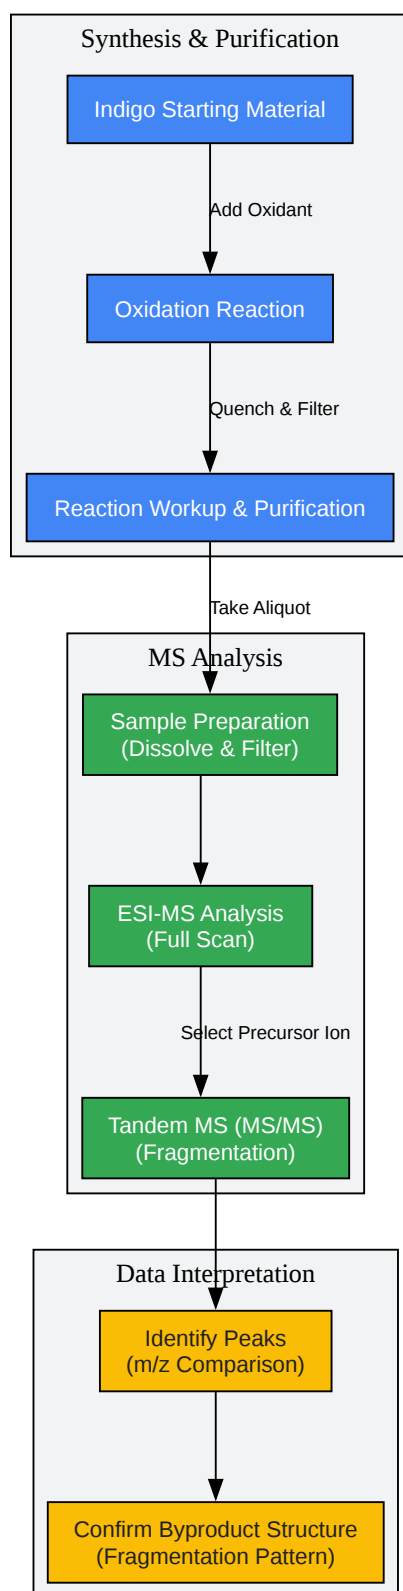 Synthesis & Purification
Indigo Starting Material
Add Oxidant
Oxidation Reaction
Quench & Filter
Reaction Workup & Purification
Take Aliquot
MS Analysis
Sample Preparation
(Dissolve & Filter)
ESI-MS Analysis
(Full Scan)
Select Precursor Ion
Tandem MS (MS/MS)
(Fragmentation)
Data Interpretation
Identify Peaks
(m/z Comparison)
Confirm Byproduct Structure
(Fragmentation Pattern)